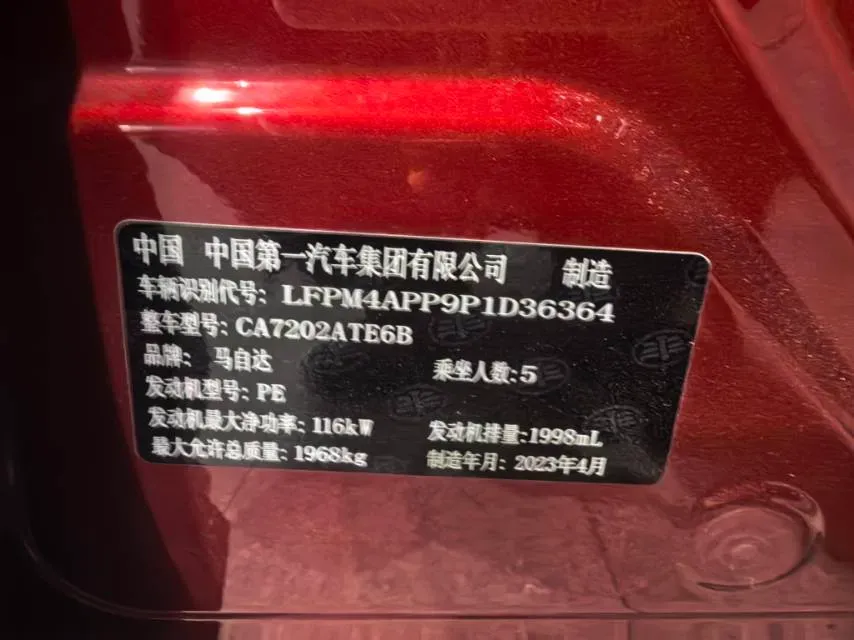 中国 中国第一汽车集团有限公司 制造
车辆识别代号: LFPM4APP9P1D36364
整车型号: CA7202ATE6B
品牌: 马自达 乘坐人数:5
发动机型号: PE
发动机最大净功率: 116kW 发动机排量:1998mL
最大允许总质量: 1968kg 制造年月: 2023年4月